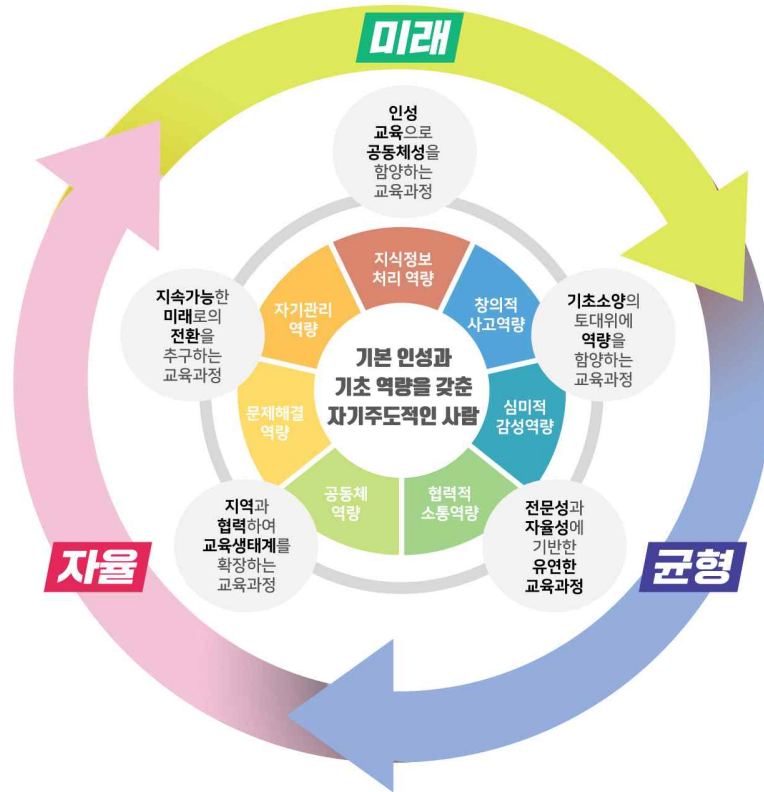 미래
인성
교육으로
공동체성을
함양하는
교육과정
지속가능한
미래로의
전환을
추구하는
교육과정
기초소양의
토대위에
역량을
함양하는
교육과정
지식정보
처리 역량
자기관리
역량
창의적
사고역량
기본 인성과
기초 역량을 갖춘
자기주도적인 사람
문제해결
역량
심미적
감성역량
공동체
역량
협력적
소통역량
지역과
협력하여
교육생태계를
확장하는
교육과정
전문성과
자율성에
기반한
유연한
교육과정
자율
균형